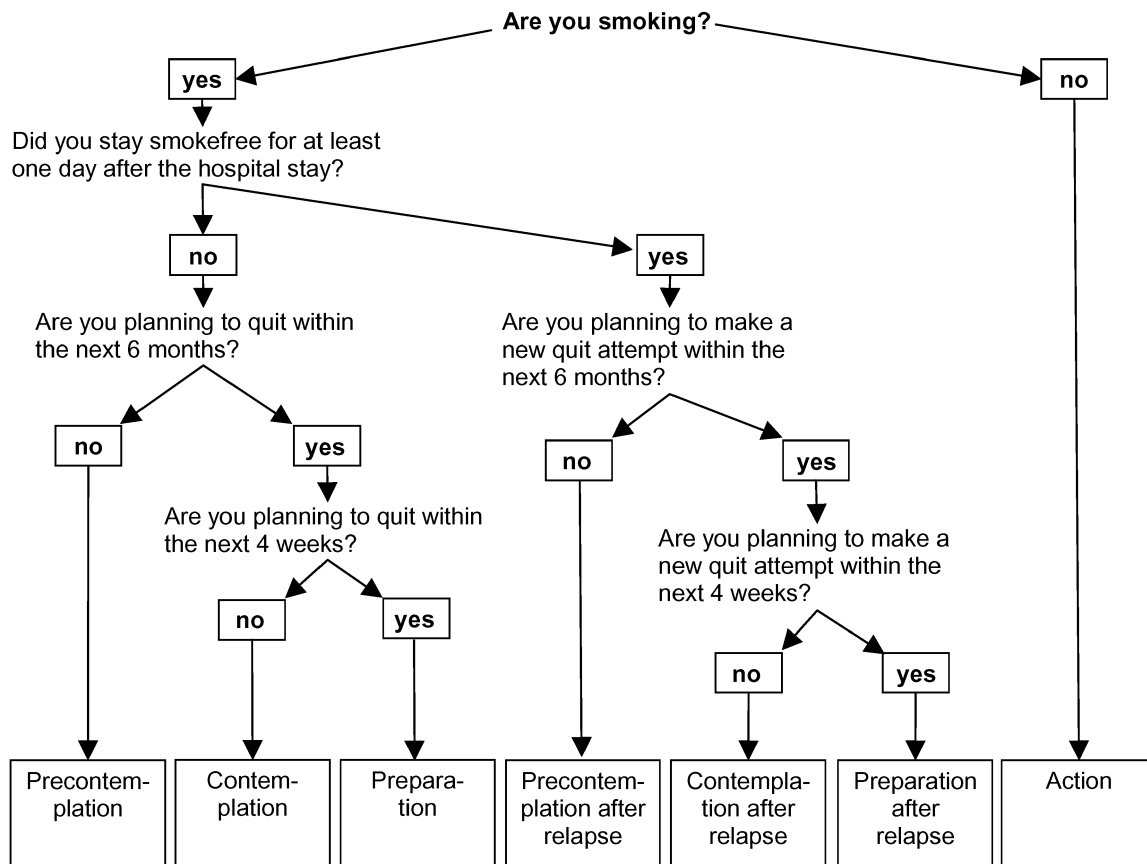 Are you smoking?
yes
no
Did you stay smokefree for at least
one day after the hospital stay?
no
yes
Are you planning to quit within
the next 6 months?
Are you planning to make a
new quit attempt within the
next 6 months?
no
yes
no
yes
Are you planning to quit within
the next 4 weeks?
Are you planning to make a
new quit attempt within the
next 4 weeks?
no
yes
no
yes
Precontem-
plation
Contem-
plation
Prepara-
tion
Precontem-
plation after
relapse
Contempla-
tion after
relapse
Preparation
after
relapse
Action